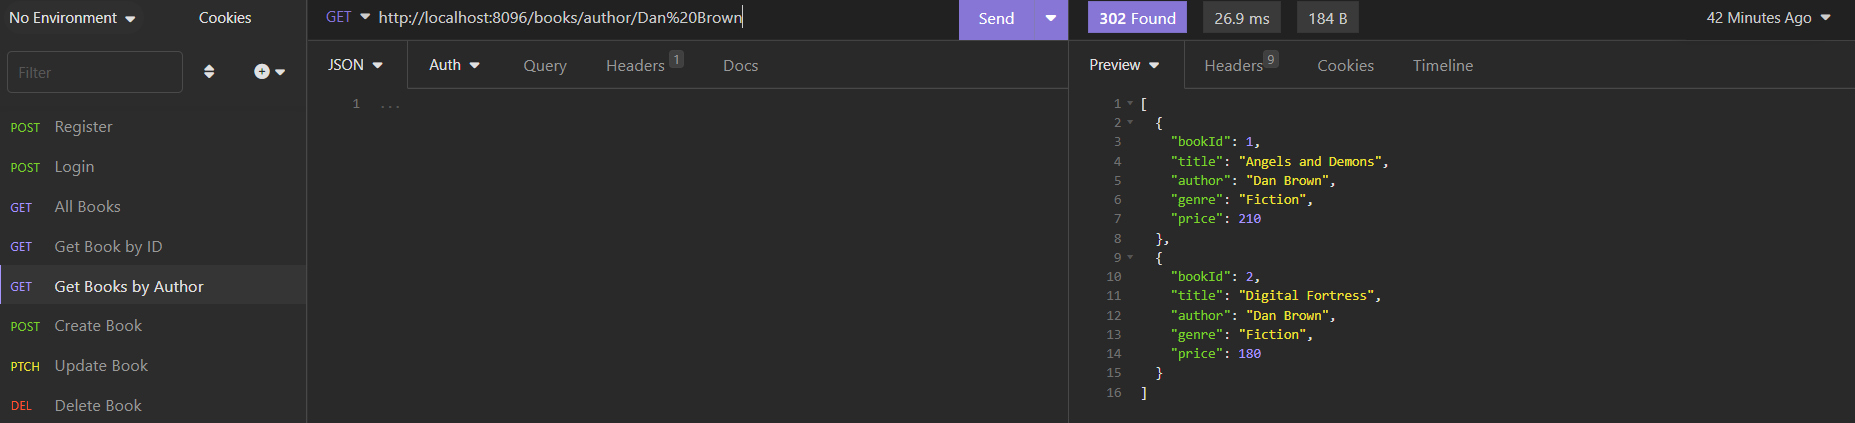 No Environment
Cookies
Filter
POST Register
POST Login
GET All Books
GET Get Book by ID
GET Get Books by Author
POST Create Book
PTCH Update Book
DEL Delete Book
GET http://localhost:8096/books/author/Dan%20Brown
Send
JSON Auth Query Headers 1 Docs
1 ...
302 Found 26.9 ms 184 B 42 Minutes Ago
Preview Headers 9 Cookies Timeline
1 [
2 {
3 "bookId": 1,
4 "title": "Angels and Demons",
5 "author": "Dan Brown",
6 "genre": "Fiction",
7 "price": 210
8 },
9 {
10 "bookId": 2,
11 "title": "Digital Fortress",
12 "author": "Dan Brown",
13 "genre": "Fiction",
14 "price": 180
15 }
16 ]